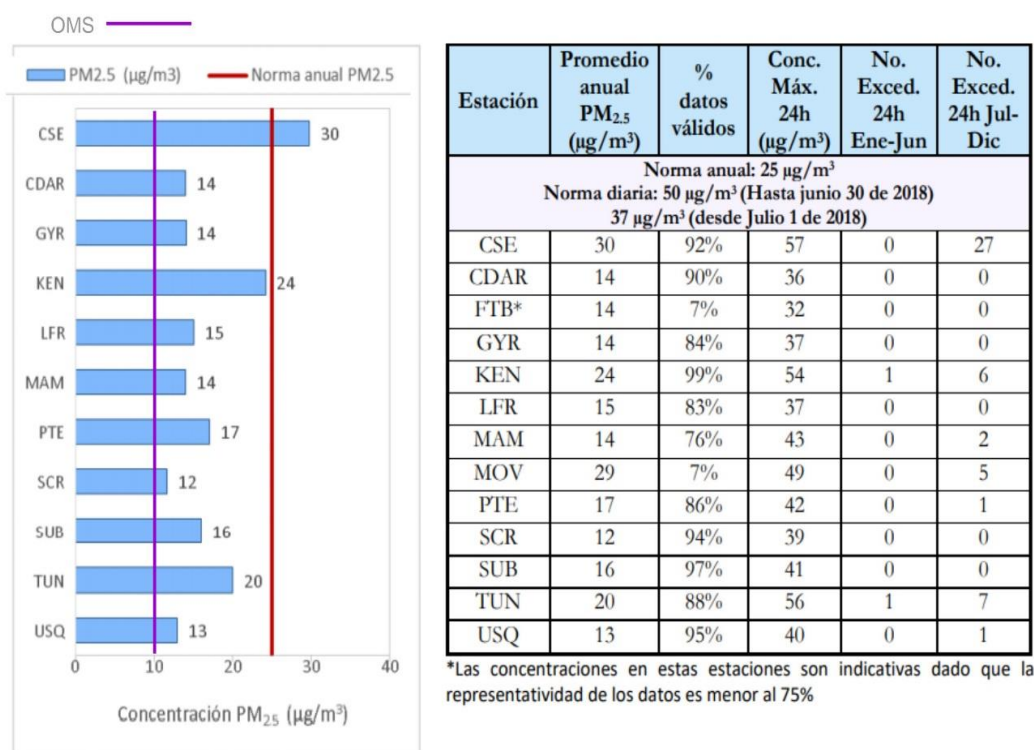 OMS
PM2.5 (µg/m3) Norma anual PM2.5
CSE 30
CDAR 14
GYR 14
KEN 24
LFR 15
MAM 14
PTE 17
SCR 12
SUB 16
TUN 20
USQ 13
0 10 20 30 40
Concentración PM2.5 (µg/m³)
Estación Promedio anual PM2.5 (µg/m³) % datos válidos Conc. Máx. 24h (µg/m³) No. Exced. 24h Ene-Jun No. Exced. 24h Jul-Dic
Norma anual: 25 µg/m³
Norma diaria: 50 µg/m³ (Hasta junio 30 de 2018)
37 µg/m³ (desde Julio 1 de 2018)
CSE 30 92% 57 0 27
CDAR 14 90% 36 0 0
FTB* 14 7% 32 0 0
GYR 14 84% 37 0 0
KEN 24 99% 54 1 6
LFR 15 83% 37 0 0
MAM 14 76% 43 0 2
MOV 29 7% 49 0 5
PTE 17 86% 42 0 1
SCR 12 94% 39 0 0
SUB 16 97% 41 0 0
TUN 20 88% 56 1 7
USQ 13 95% 40 0 1
*Las concentraciones en estas estaciones son indicativas dado que la
representatividad de los datos es menor al 75%